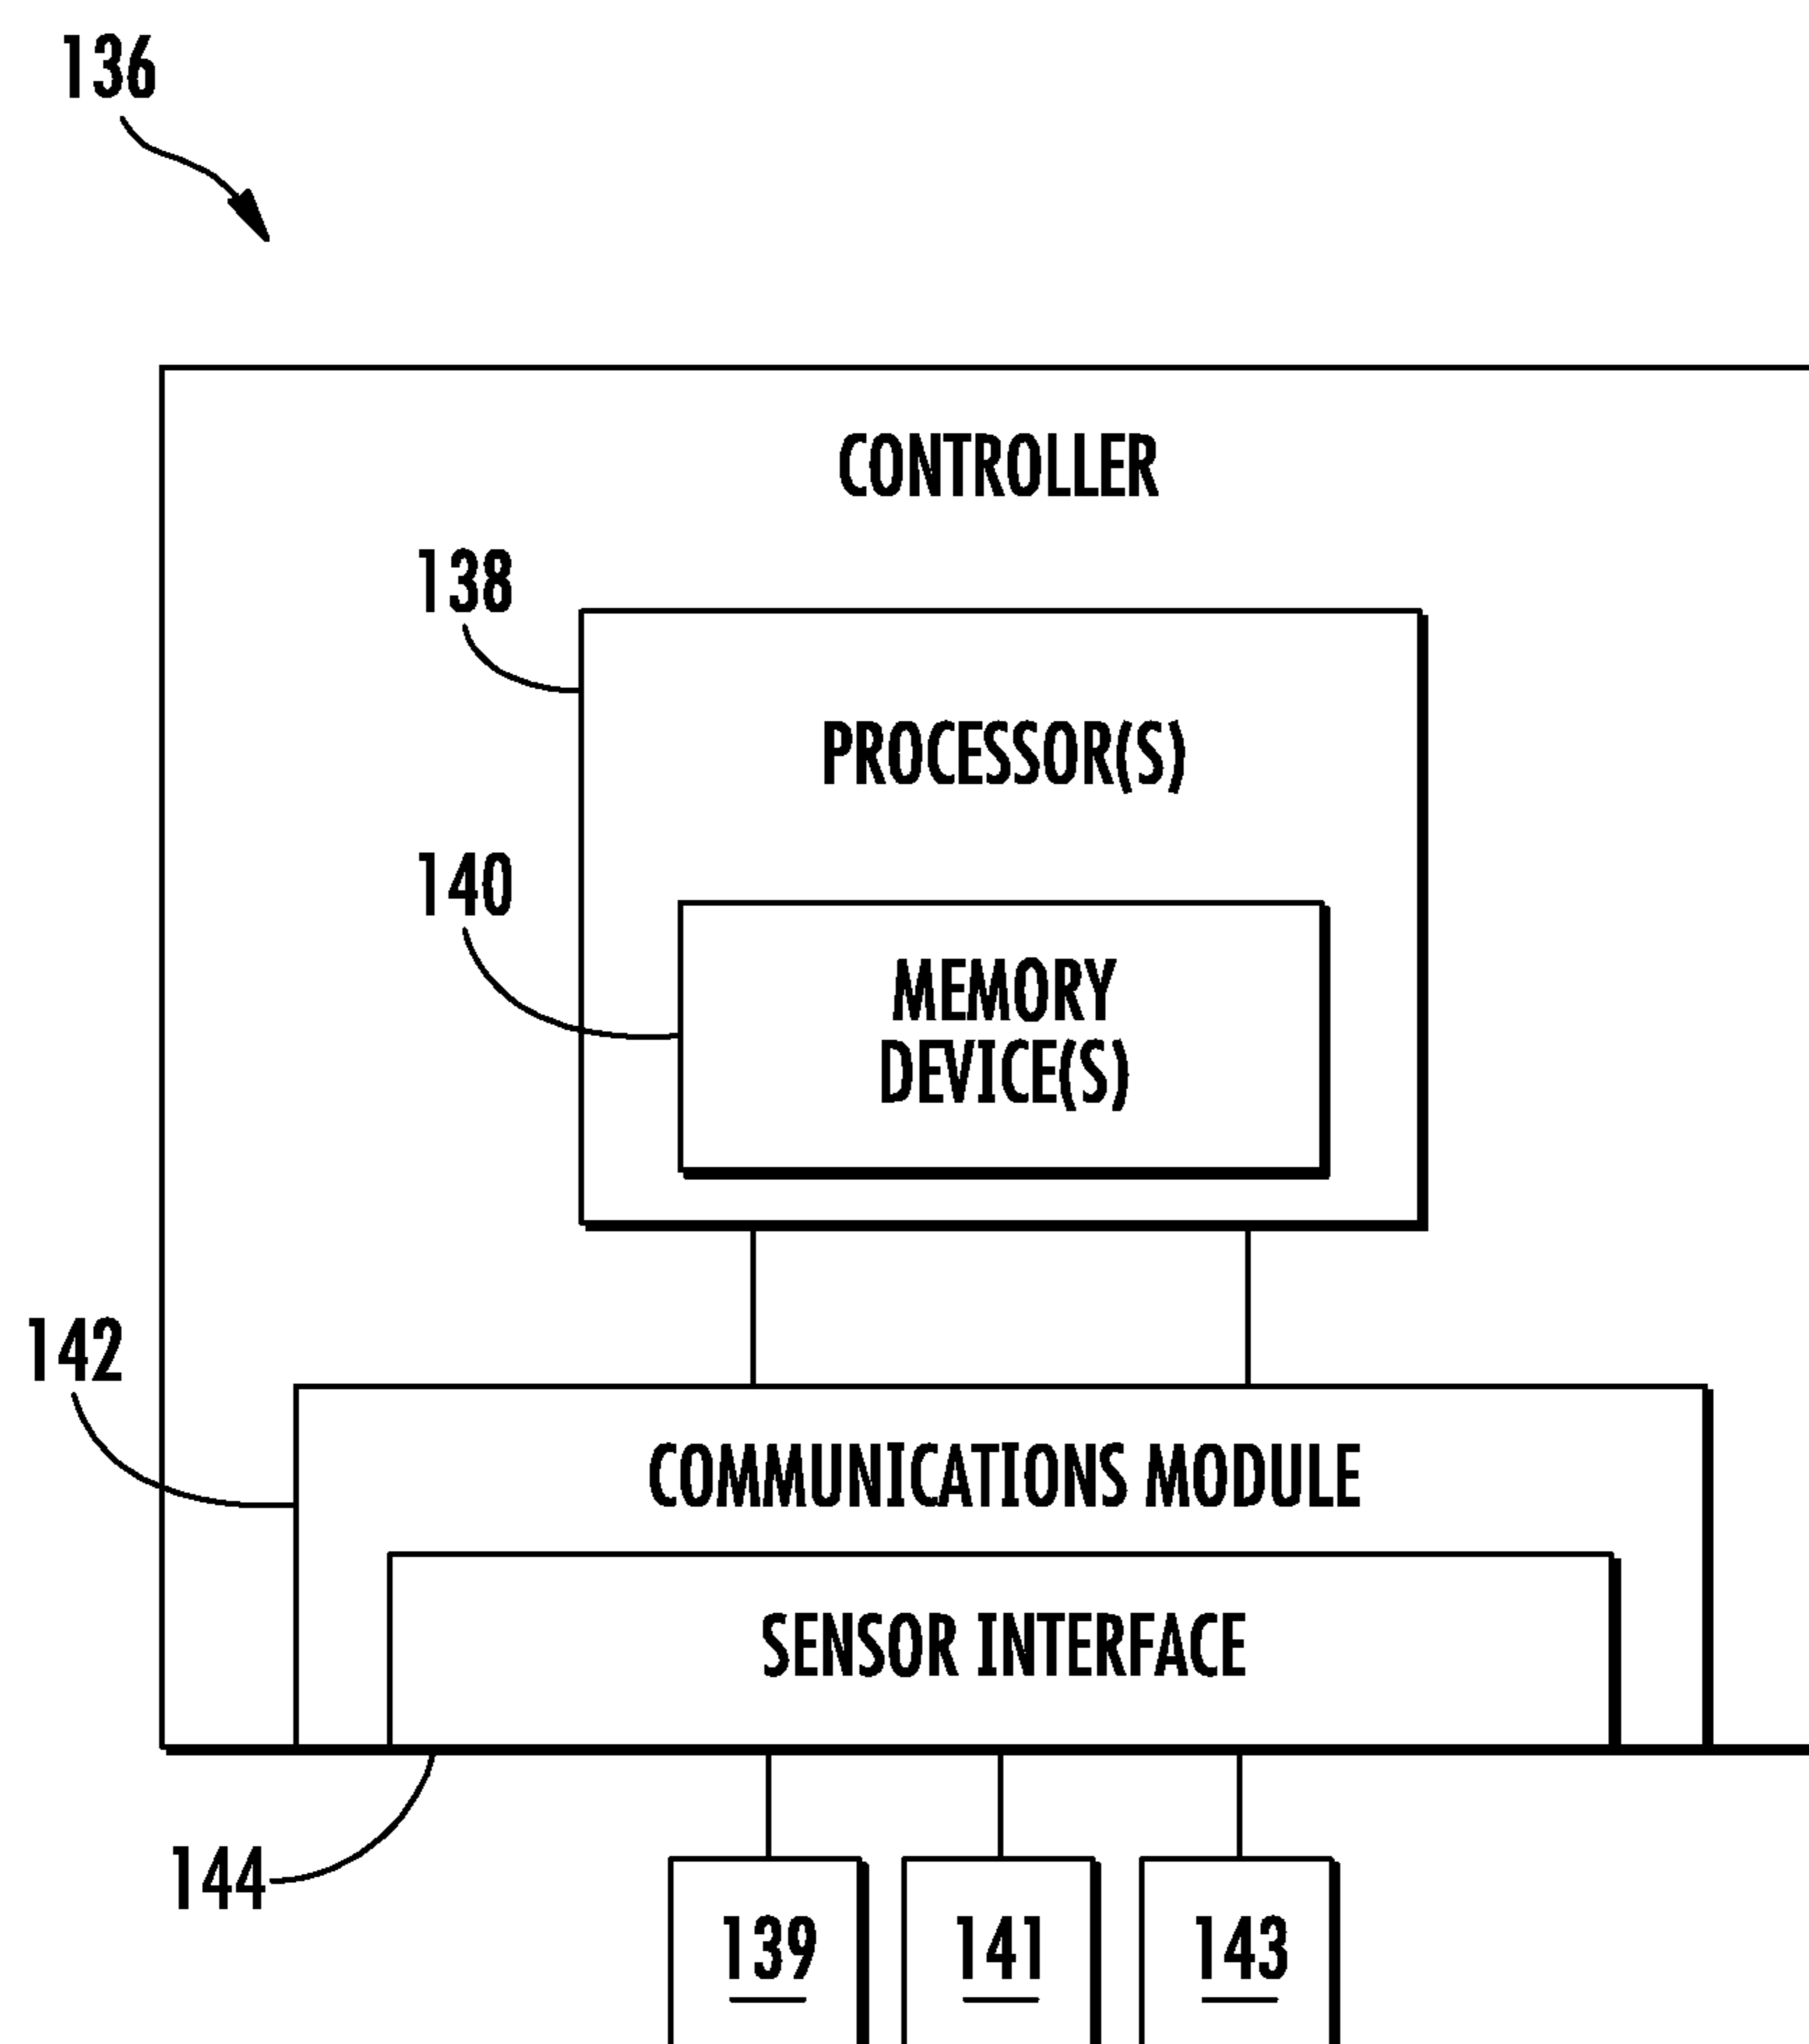 136
CONTROLLER
138
PROCESSOR(S)
140
MEMORY
DEVICE(S)
142
COMMUNICATIONS MODULE
SENSOR INTERFACE
144
139
141
143